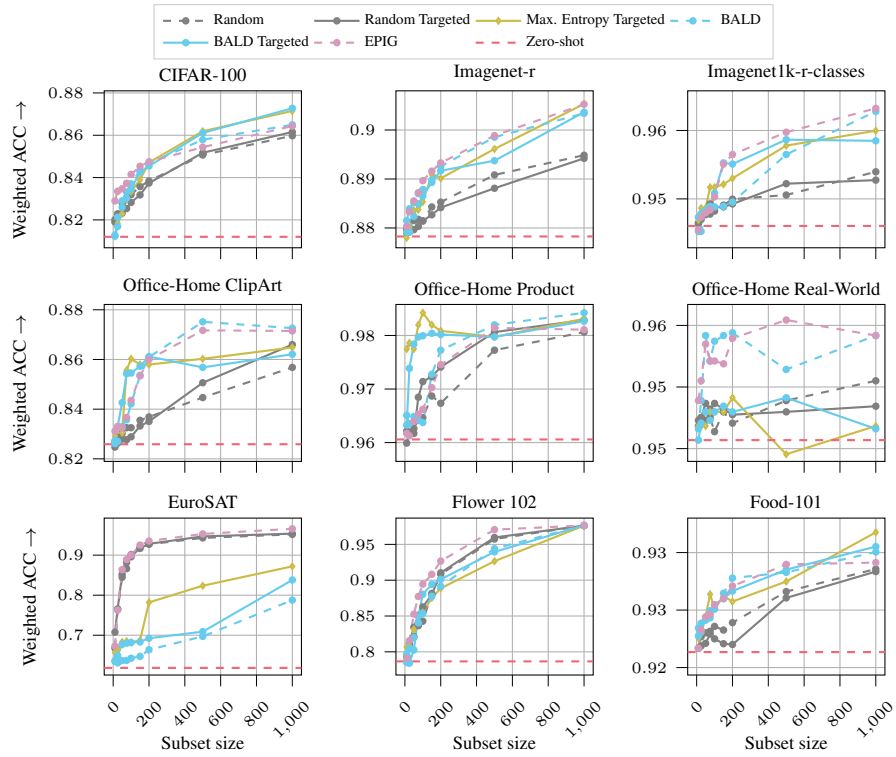 Random Random Targeted Max. Entropy Targeted BALD
BALD Targeted EPIG Zero-shot
CIFAR-100 Imagenet-r Imagenet1k-r-classes
Weighted ACC →
0.88
0.86
0.84
0.82
0.9
0.89
0.88
0.96
0.95
Office-Home ClipArt Office-Home Product Office-Home Real-World
Weighted ACC →
0.88
0.86
0.84
0.82
0.98
0.97
0.96
0.96
0.95
0.95
EuroSAT Flower 102 Food-101
Weighted ACC →
0.9
0.8
0.7
0.95
0.9
0.85
0.8
0.93
0.93
0.92
0 200 400 600 800 1,000
0 200 400 600 800 1,000
0 200 400 600 800 1,000
Subset size Subset size Subset size